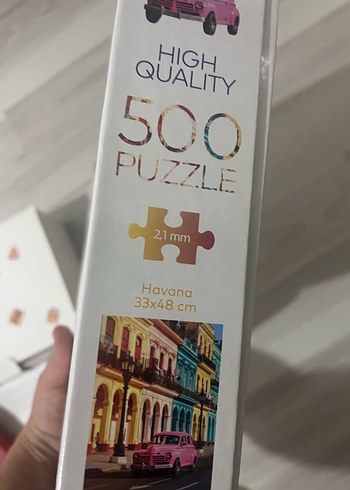 HIGH
QUALITY
500
PUZZLE
2,1 mm
Havana
33x48 cm